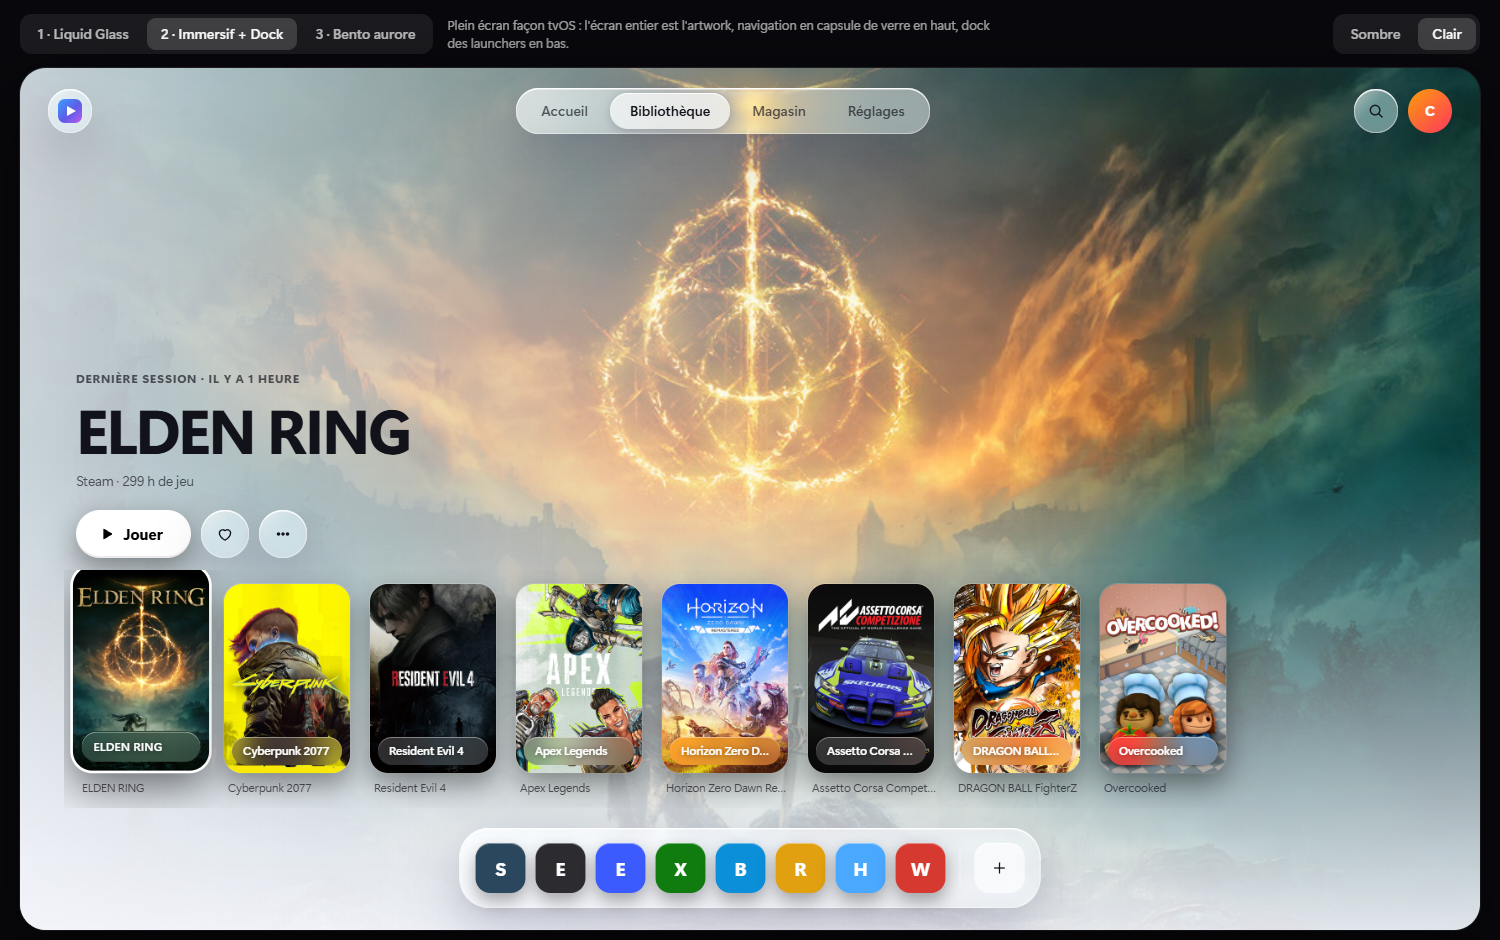 1 · Liquid Glass
2 · Immersif + Dock
3 · Bento aurore
Plein écran façon tvOS : l'écran entier est l'artwork, navigation en capsule de verre en haut, dock
des launchers en bas.
Sombre
Clair
Accueil
Bibliothèque
Magasin
Réglages
C
DERNIÈRE SESSION · IL Y A 1 HEURE
ELDEN RING
Steam · 299 h de jeu
Jouer
ELDEN RING
ELDEN RING
ELDEN RING
Cyberpunk
Cyberpunk 2077
Cyberpunk 2077
RESIDENT EVIL 4
Resident Evil 4
Resident Evil 4
APEX
LEGENDS
Apex Legends
Apex Legends
HORIZON
ZERO DAWN
REMASTERED
Horizon Zero D...
Horizon Zero Dawn Re...
ASSETTO CORSA
COMPETIZIONE
SKECHERS
Assetto Corsa ...
Assetto Corsa Compet...
DRAGONBALL
DRAGON BALL...
DRAGON BALL FighterZ
OVERCOOKED!
Overcooked
Overcooked
S
E
E
X
B
R
H
W
+